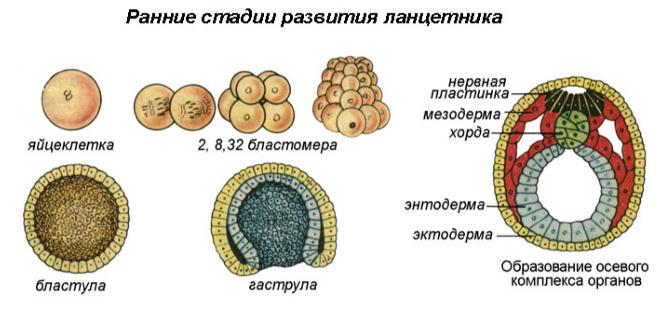 Ранние стадии развития ланцетника
яйцеклетка
2, 8,32 бластомера
бластула
гаструла
нервная
пластинка
мезодерма
хорда
энтодерма
эктодерма
Образование осевого
комплекса органов